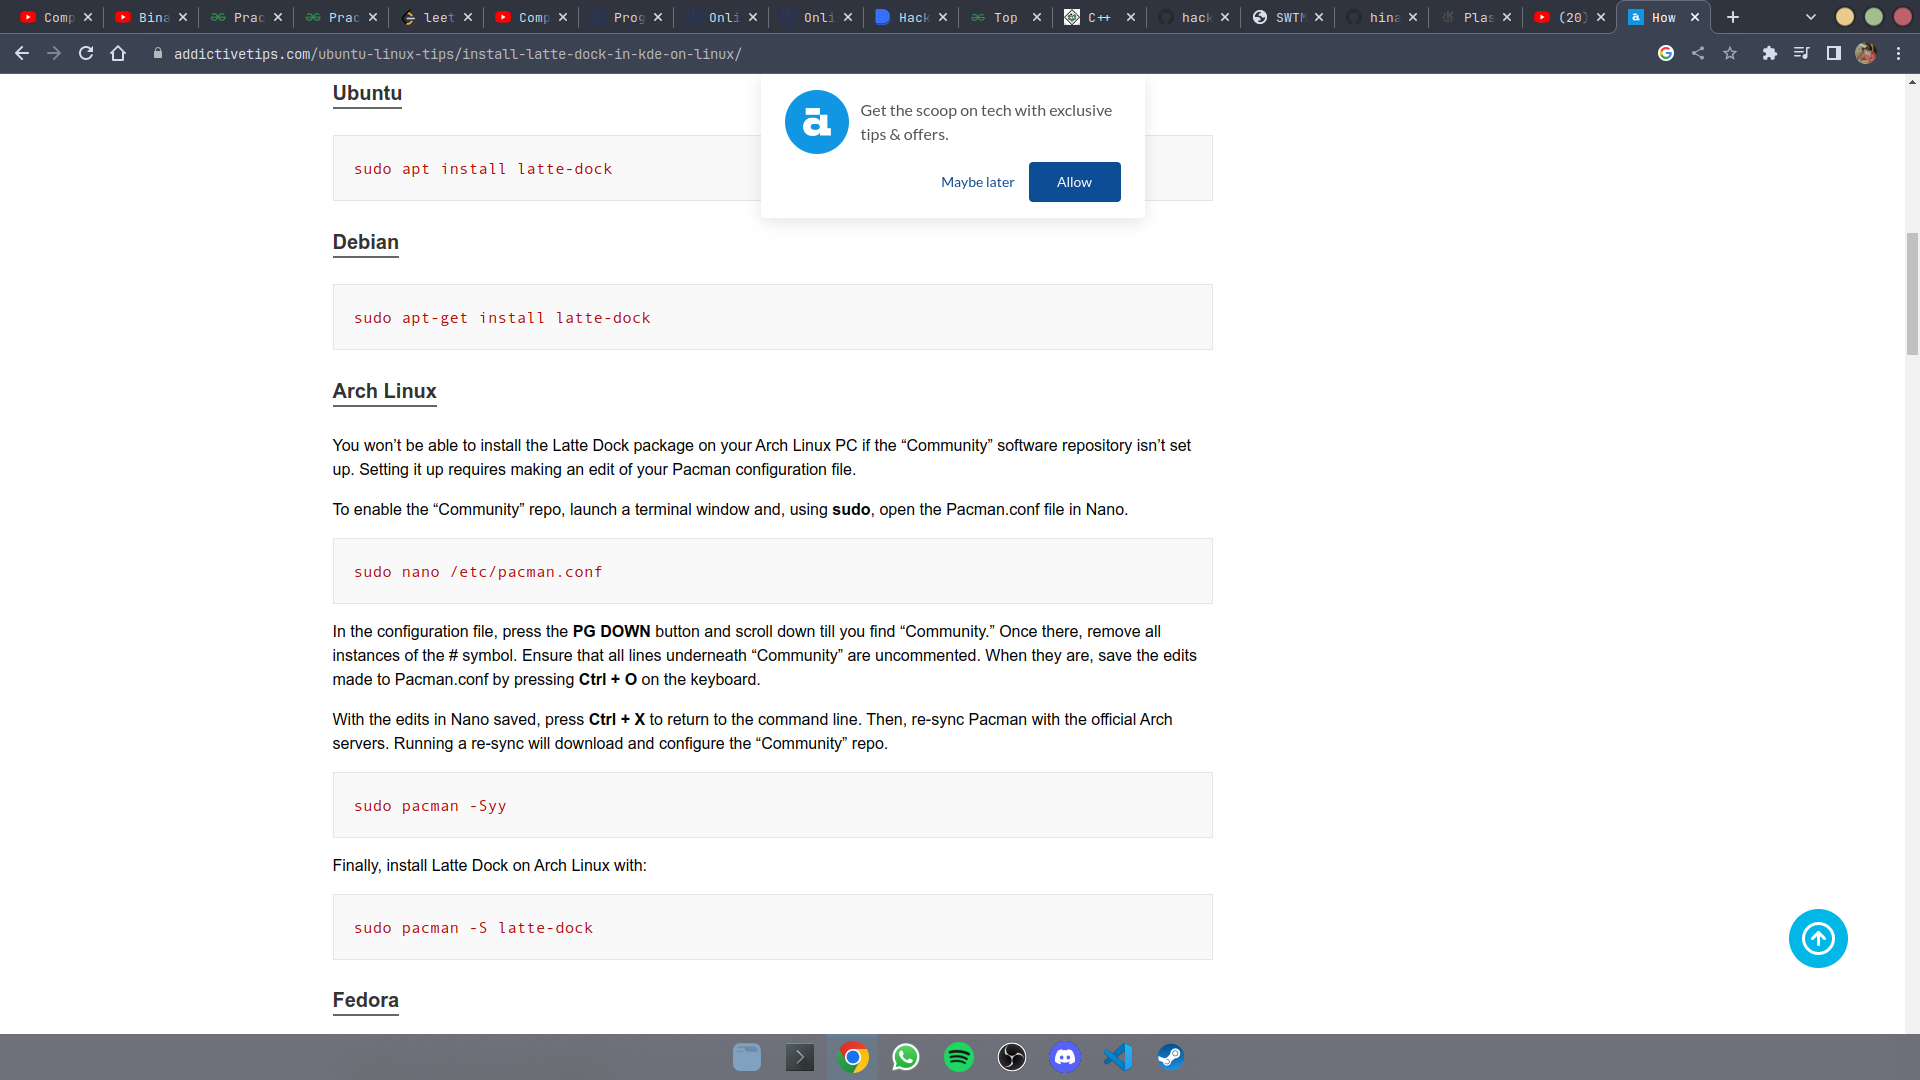 Comp
Bina
Prac
Prac
leet
Comp
Prog
Onli
Onli
Hack
Top
C++
hack
SWTM
hina
Plas
(20)
How
addictivetips.com/ubuntu-linux-tips/install-latte-dock-in-kde-on-linux/
Get the scoop on tech with exclusive
tips & offers.
Maybe later
Allow
Ubuntu
sudo apt install latte-dock
Debian
sudo apt-get install latte-dock
Arch Linux
You won’t be able to install the Latte Dock package on your Arch Linux PC if the “Community” software repository isn’t set
up. Setting it up requires making an edit of your Pacman configuration file.
To enable the “Community” repo, launch a terminal window and, using sudo, open the Pacman.conf file in Nano.
sudo nano /etc/pacman.conf
In the configuration file, press the PG DOWN button and scroll down till you find “Community.” Once there, remove all
instances of the # symbol. Ensure that all lines underneath “Community” are uncommented. When they are, save the edits
made to Pacman.conf by pressing Ctrl + O on the keyboard.
With the edits in Nano saved, press Ctrl + X to return to the command line. Then, re-sync Pacman with the official Arch
servers. Running a re-sync will download and configure the “Community” repo.
sudo pacman -Syy
Finally, install Latte Dock on Arch Linux with:
sudo pacman -S latte-dock
Fedora